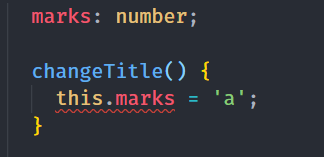 marks: number;
changeTitle() {
this.marks = 'a';
}